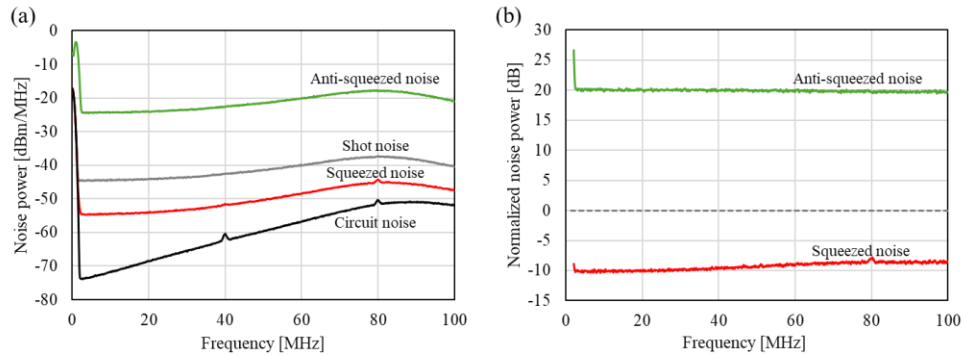 (a)
0
-10
-20
-30
-40
-50
-60
-70
-80
Noise power [dBm/MHz]
Anti-squeezed noise
Shot noise
Squeezed noise
Circuit noise
0 20 40 60 80 100
Frequency [MHz]
(b)
30
25
20
15
10
5
0
-5
-10
-15
Normalized noise power [dB]
Anti-squeezed noise
Squeezed noise
0 20 40 60 80 100
Frequency [MHz]